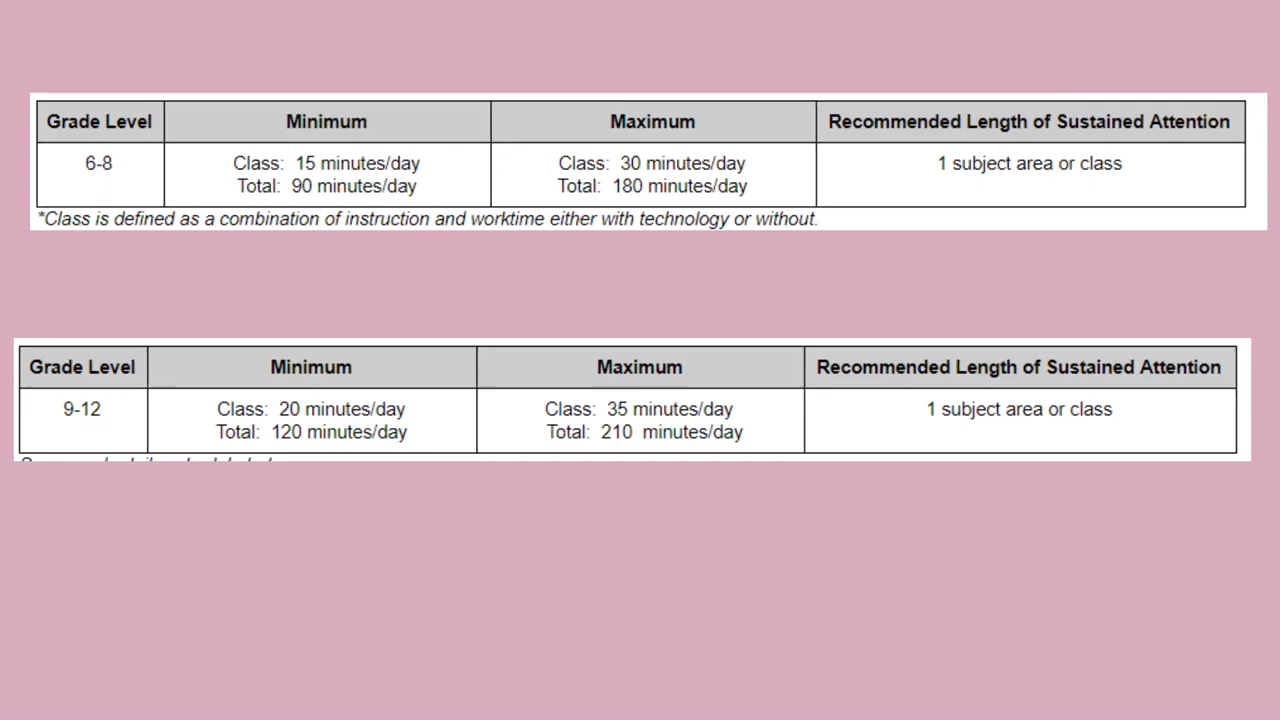 Grade Level Minimum Maximum Recommended Length of Sustained Attention
6-8 Class: 15 minutes/day Class: 30 minutes/day 1 subject area or class
Total: 90 minutes/day Total: 180 minutes/day
*Class is defined as a combination of instruction and worktime either with technology or without.
Grade Level Minimum Maximum Recommended Length of Sustained Attention
9-12 Class: 20 minutes/day Class: 35 minutes/day 1 subject area or class
Total: 120 minutes/day Total: 210 minutes/day